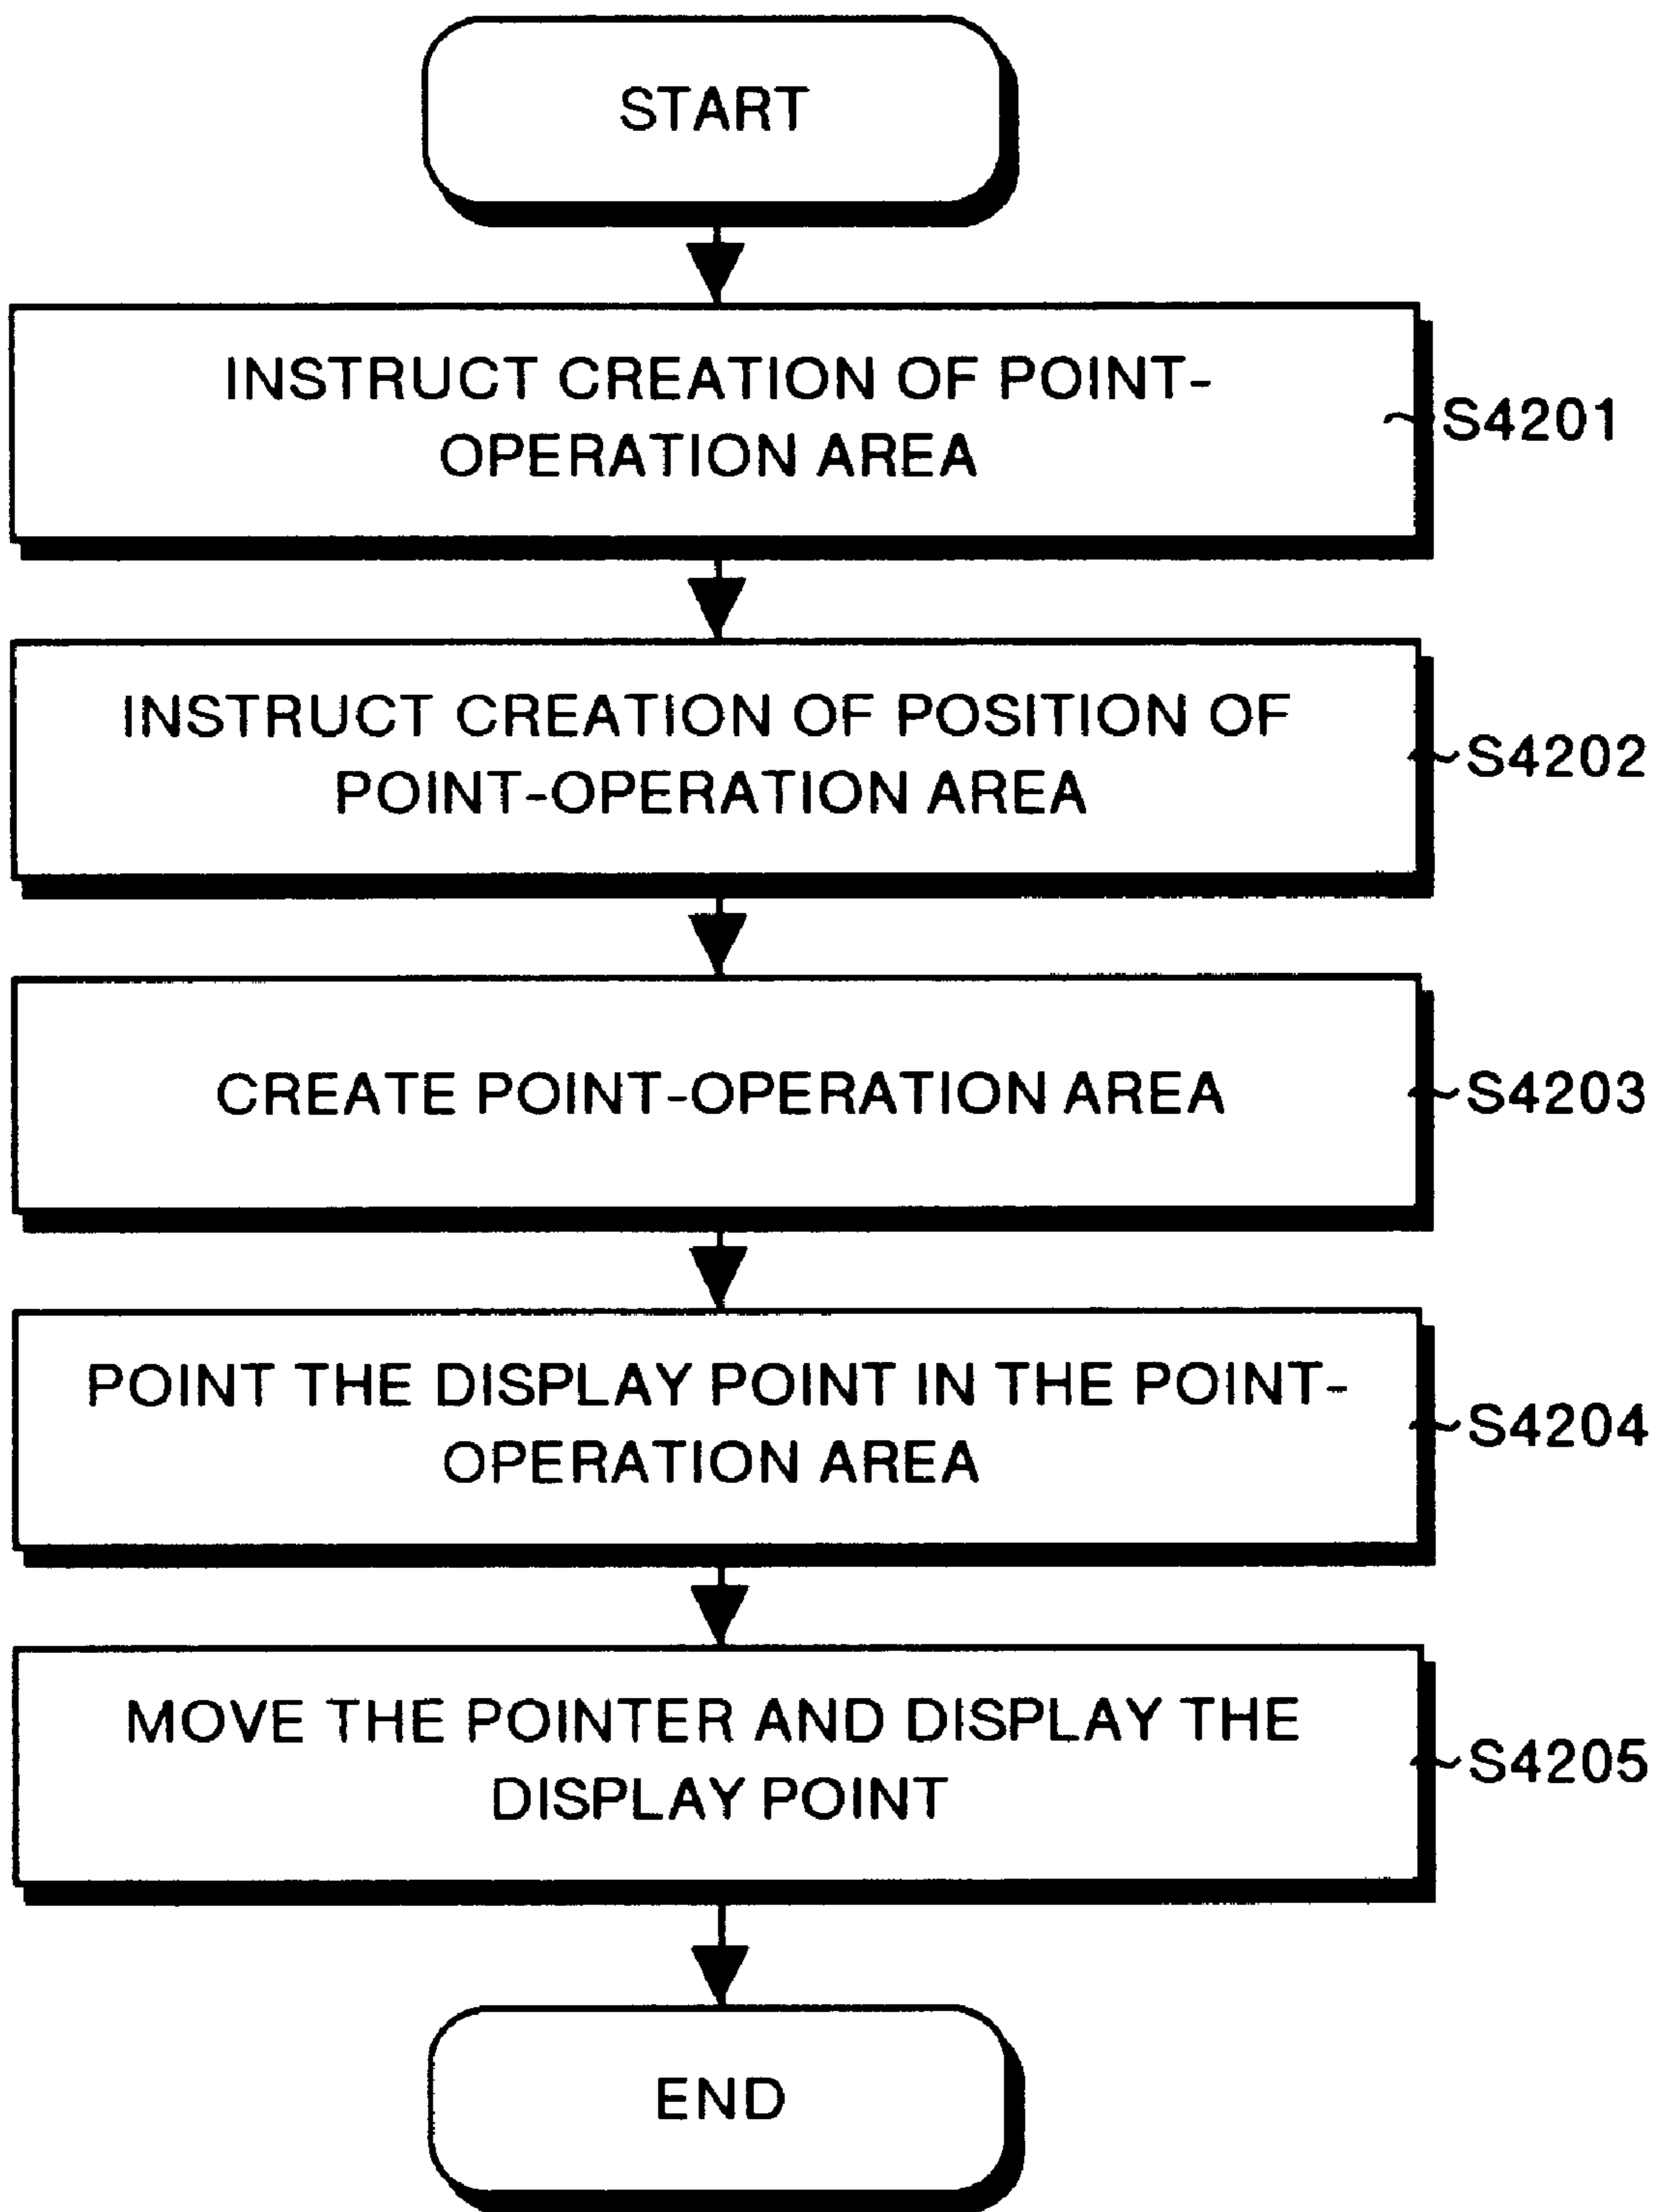 START
INSTRUCT CREATION OF POINT-
OPERATION AREA
S4201
INSTRUCT CREATION OF POSITION OF
POINT-OPERATION AREA
S4202
CREATE POINT-OPERATION AREA
S4203
POINT THE DISPLAY POINT IN THE POINT-
OPERATION AREA
S4204
MOVE THE POINTER AND DISPLAY THE
DISPLAY POINT
S4205
END